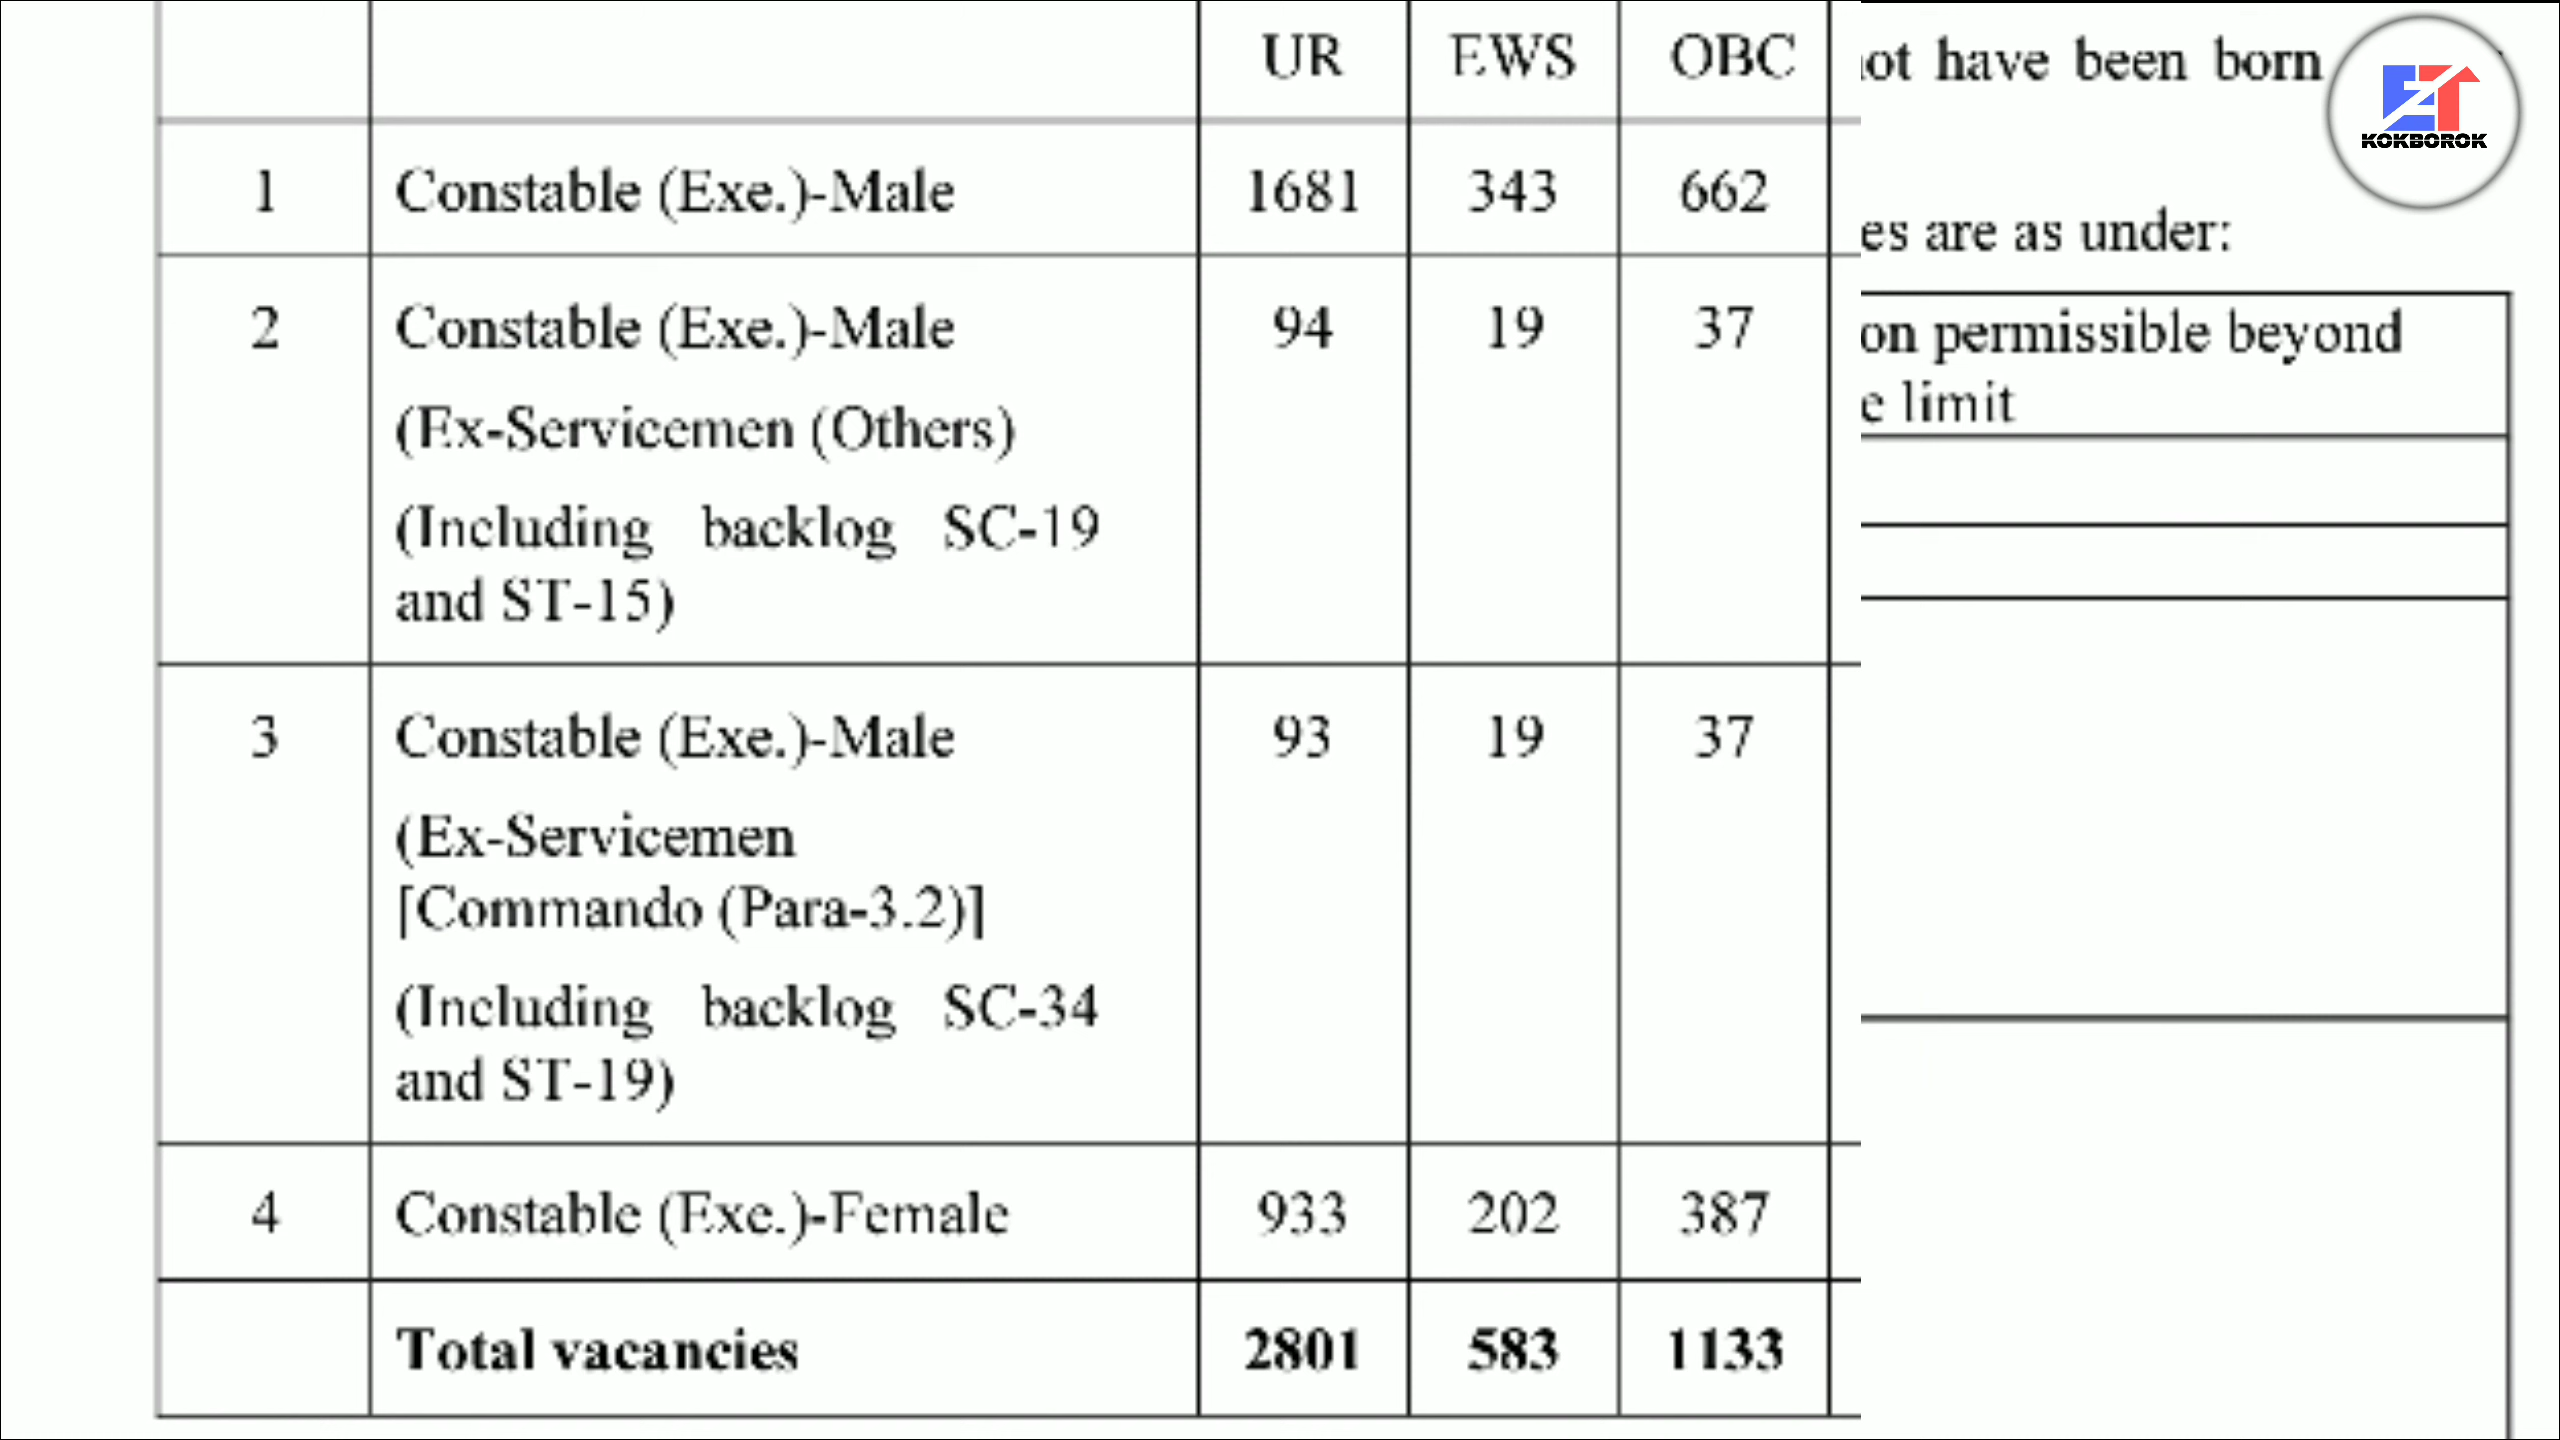 UR EWS OBC
1 Constable (Exe.)-Male 1681 343 662
2 Constable (Exe.)-Male 94 19 37
(Ex-Servicemen (Others)
(Including backlog SC-19
and ST-15)
3 Constable (Exe.)-Male 93 19 37
(Ex-Servicemen
[Commando (Para-3.2)]
(Including backlog SC-34
and ST-19)
4 Constable (Exe.)-Female 933 202 387
Total vacancies 2801 583 1133
have been born
es are as under:
on permissible beyond
e limit
KOKBOROK